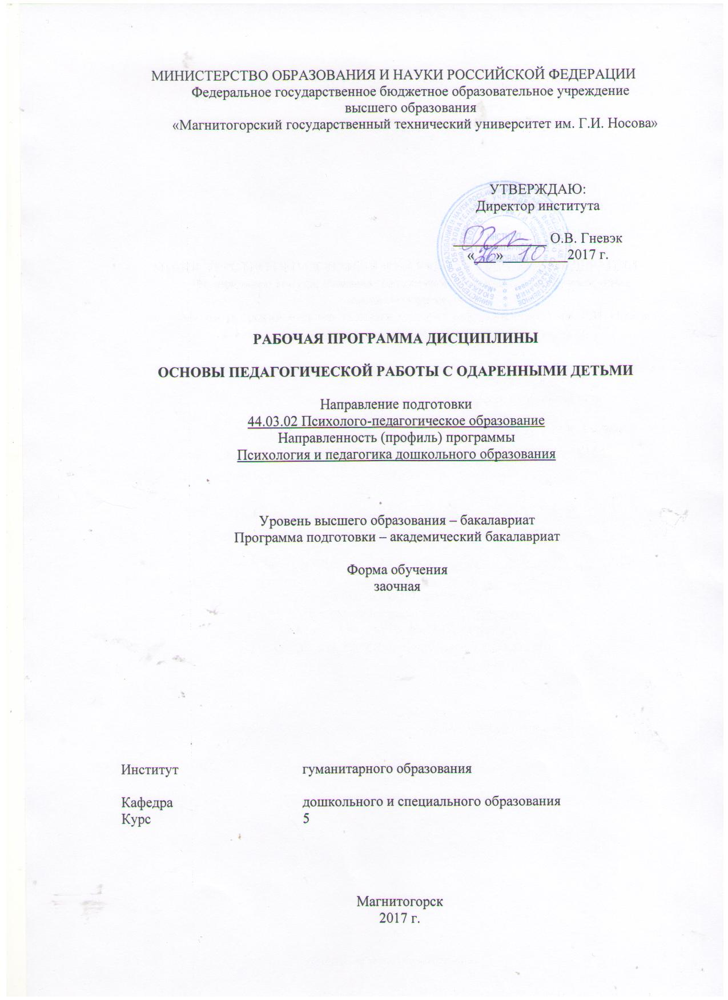 МИНИСТЕРСТВО ОБРАЗОВАНИЯ И НАУКИ РОССИЙСКОЙ ФЕДЕРАЦИИ
Федеральное государственное бюджетное образовательное учреждение
высшего образования
«Магнитогорский государственный технический университет им. Г.И. Носова»
УТВЕРЖДАЮ:
Директор института
О.В. Гневэк
«26» 10 2017 г.
РАБОЧАЯ ПРОГРАММА ДИСЦИПЛИНЫ
ОСНОВЫ ПЕДАГОГИЧЕСКОЙ РАБОТЫ С ОДАРЕННЫМИ ДЕТЬМИ
Направление подготовки
44.03.02 Психолого-педагогическое образование
Направленность (профиль) программы
Психология и педагогика дошкольного образования
Уровень высшего образования – бакалавриат
Программа подготовки – академический бакалавриат
Форма обучения
заочная
Институт гуманитарного образования
Кафедра дошкольного и специального образования
Курс 5
Магнитогорск
2017 г.